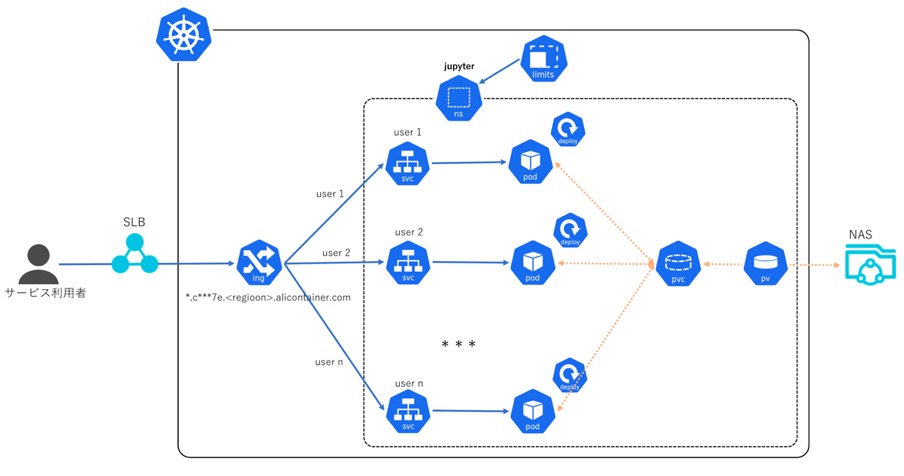 limits
jupyter
ns
user 1
deploy
svc
pod
user 1
SLB
user 2
deploy
NAS
user 2
ing
svc
pod
pvc
pv
サービス利用者
*.c***7e.<regioon>.alicontainer.com
* * *
user n
deploy
user n
svc
pod